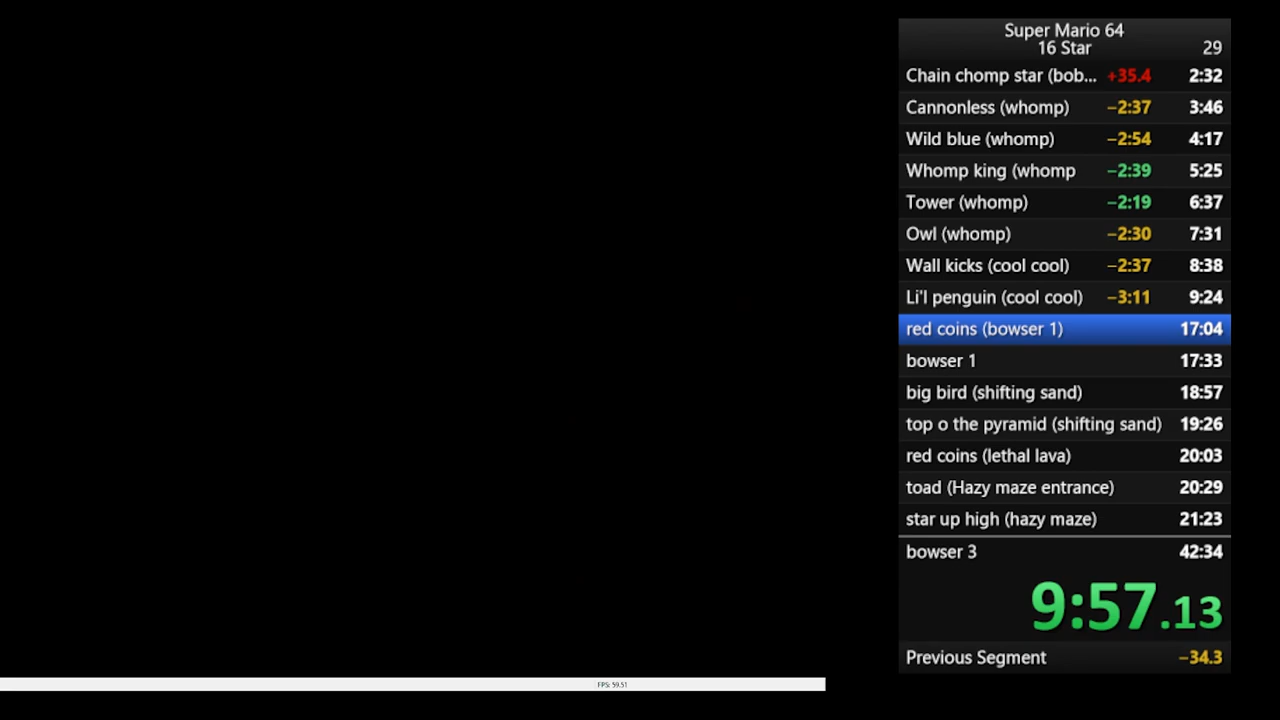 Super Mario 64
16 Star 29
Chain chomp star (bob... +35.4 2:32
Cannonless (whomp) −2:37 3:46
Wild blue (whomp) −2:54 4:17
Whomp king (whomp −2:39 5:25
Tower (whomp) −2:19 6:37
Owl (whomp) −2:30 7:31
Wall kicks (cool cool) −2:37 8:38
Li'l penguin (cool cool) −3:11 9:24
red coins (bowser 1) 17:04
bowser 1 17:33
big bird (shifting sand) 18:57
top o the pyramid (shifting sand) 19:26
red coins (lethal lava) 20:03
toad (Hazy maze entrance) 20:29
star up high (hazy maze) 21:23
bowser 3 42:34
9:57.13
Previous Segment −34.3
FPS: 59.51